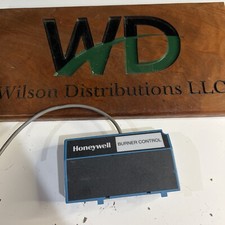 WD
Wilson Distributions LLC
Honeywell BURNER CONTROL